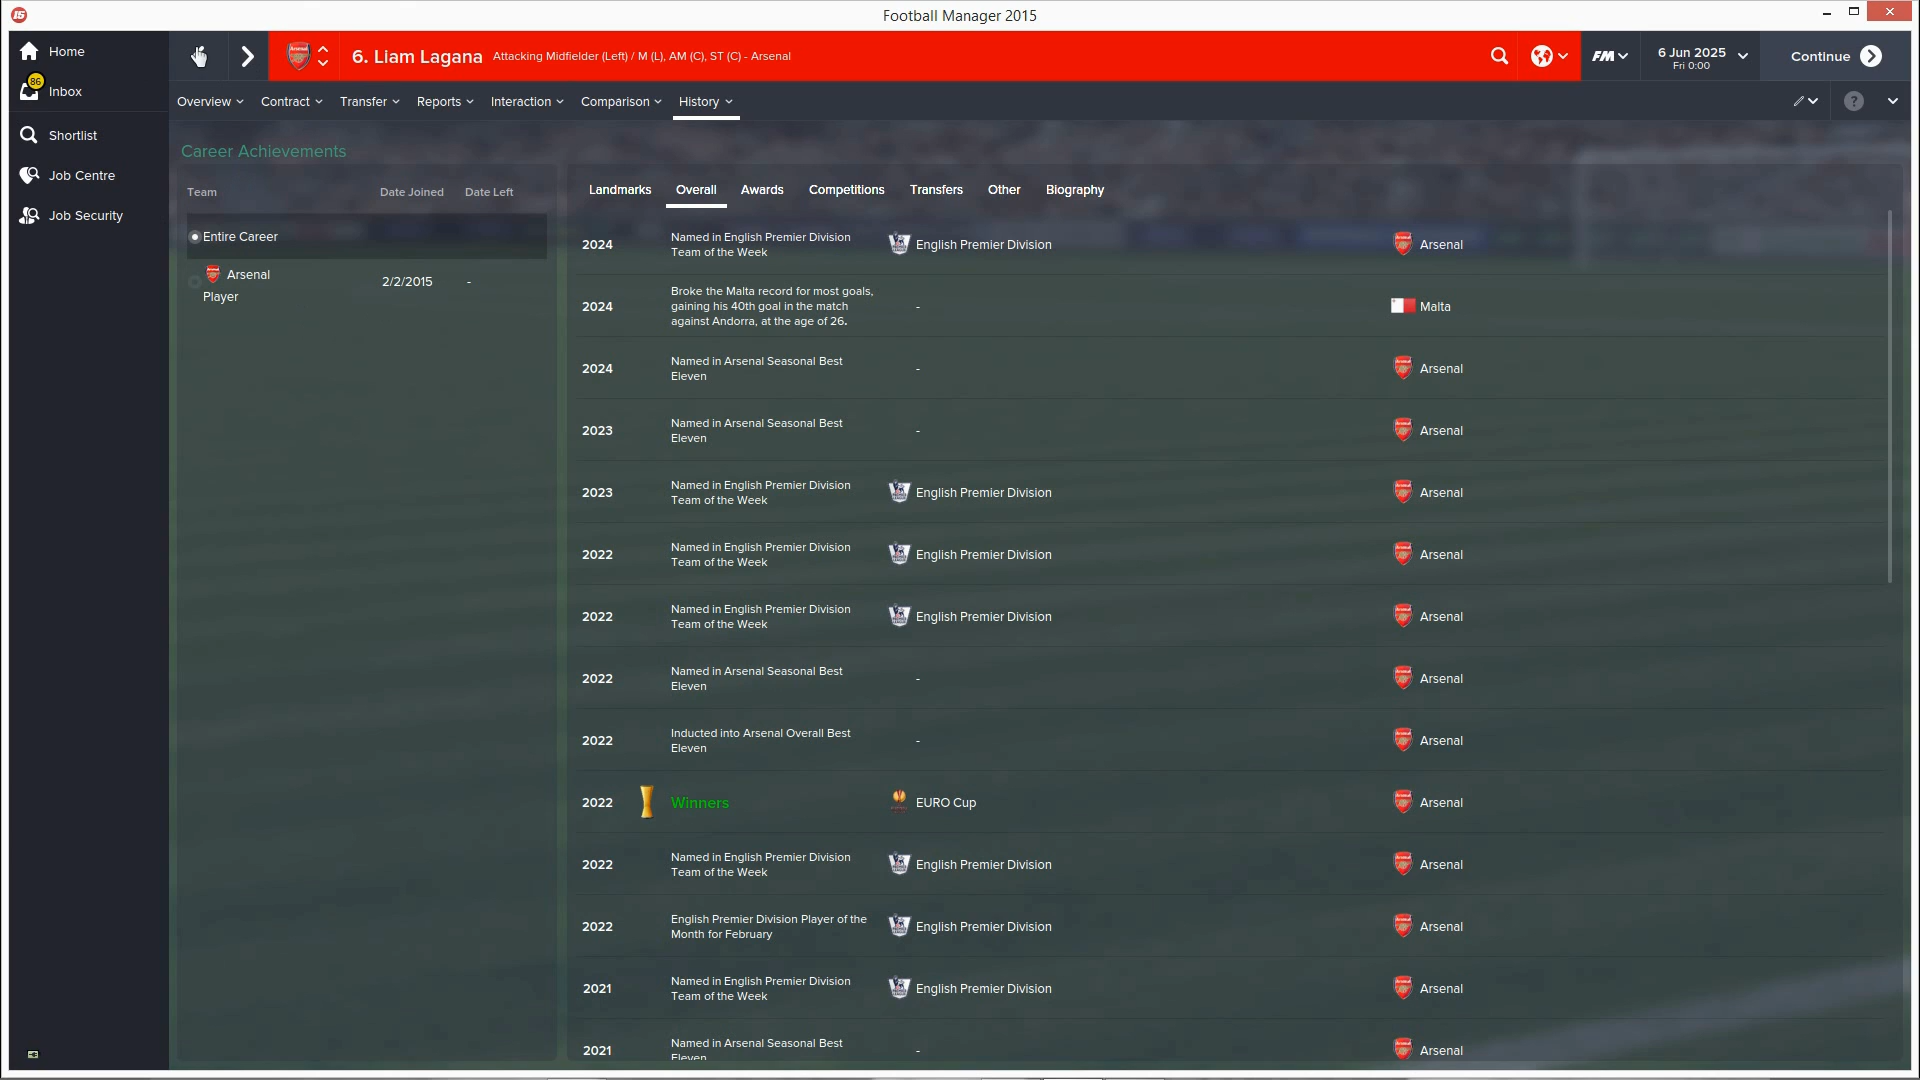 Football Manager 2015
Home
86
Inbox
Shortlist
Job Centre
Job Security
6. Liam Lagana Attacking Midfielder (Left) / M (L), AM (C), ST (C) - Arsenal
FM
6 Jun 2025
Fri 0:00
Continue
Overview Contract Transfer Reports Interaction Comparison History
?
Career Achievements
Team Date Joined Date Left
Entire Career
Arsenal
Player
2/2/2015 -
Landmarks Overall Awards Competitions Transfers Other Biography
2024 Named in English Premier Division
Team of the Week
English Premier Division Arsenal
2024 Broke the Malta record for most goals,
gaining his 40th goal in the match
against Andorra, at the age of 26.
- Malta
2024 Named in Arsenal Seasonal Best
Eleven
- Arsenal
2023 Named in Arsenal Seasonal Best
Eleven
- Arsenal
2023 Named in English Premier Division
Team of the Week
English Premier Division Arsenal
2022 Named in English Premier Division
Team of the Week
English Premier Division Arsenal
2022 Named in English Premier Division
Team of the Week
English Premier Division Arsenal
2022 Named in Arsenal Seasonal Best
Eleven
- Arsenal
2022 Inducted into Arsenal Overall Best
Eleven
- Arsenal
2022 Winners EURO Cup Arsenal
2022 Named in English Premier Division
Team of the Week
English Premier Division Arsenal
2022 English Premier Division Player of the
Month for February
English Premier Division Arsenal
2021 Named in English Premier Division
Team of the Week
English Premier Division Arsenal
2021 Named in Arsenal Seasonal Best
Eleven
- Arsenal